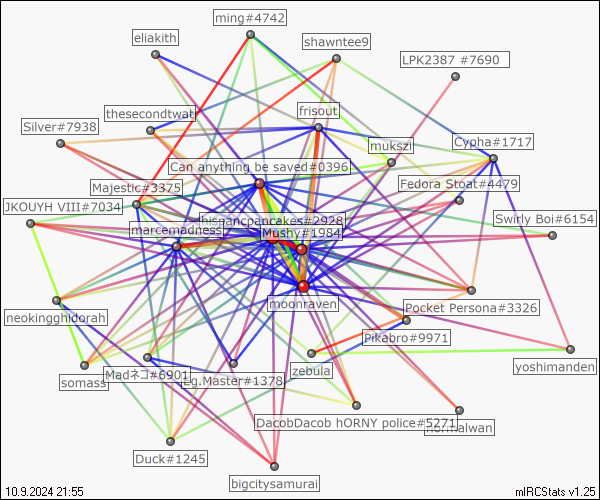 ming#4742
eliakith
shawntee9
LPK2387 #7690
thesecondtwat
frisout
Silver#7938
mukszi
Cypha#1717
Can anything be saved#0396
Majestic#3375
Fedora Stoat#4479
JKOUYH VIII#7034
hispancpancakes#2928
Swirly Boi#6154
marcemadness
Mushy#1984
moonraven
neokingghidorah
Pocket Persona#3326
Pikabro#9971
somass
Madネコ#6901
Lg.Master#1378
zebula
yoshimanden
DacobDacob hORNY police#5271
normalwan
Duck#1245
bigcitysamurai
10.9.2024 21:55
mIRCStats v1.25